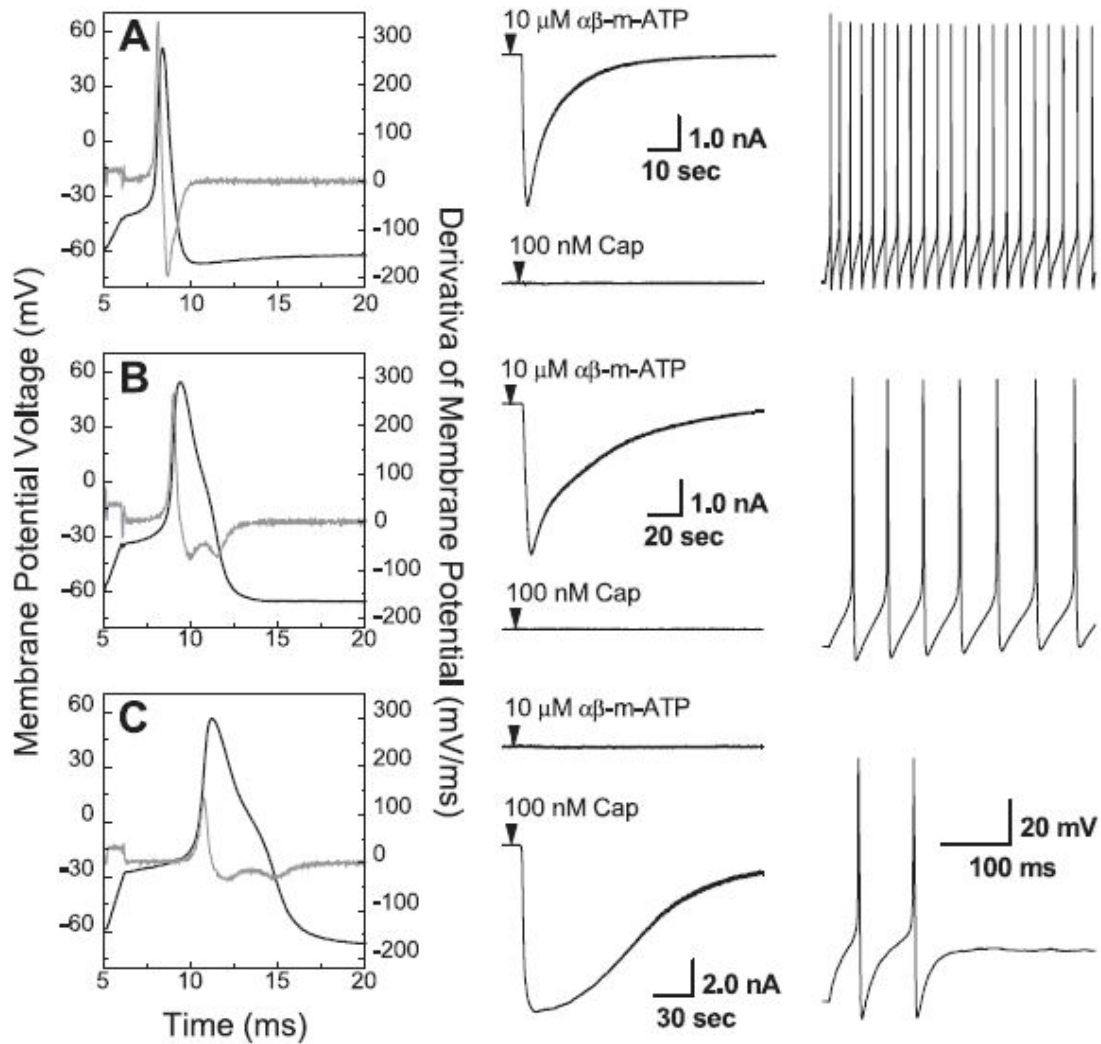 Membrane Potential Voltage (mV)
Derivativa of Membrane Potential (mV/ms)
A
60
30
0
-30
-60
300
200
100
0
-100
-200
5 10 15 20
10 μM αβ-m-ATP
1.0 nA
10 sec
100 nM Cap
B
60
30
0
-30
-60
300
200
100
0
-100
-200
5 10 15 20
10 μM αβ-m-ATP
1.0 nA
20 sec
100 nM Cap
C
60
30
0
-30
-60
300
200
100
0
-100
-200
5 10 15 20
Time (ms)
10 μM αβ-m-ATP
100 nM Cap
2.0 nA
30 sec
20 mV
100 ms